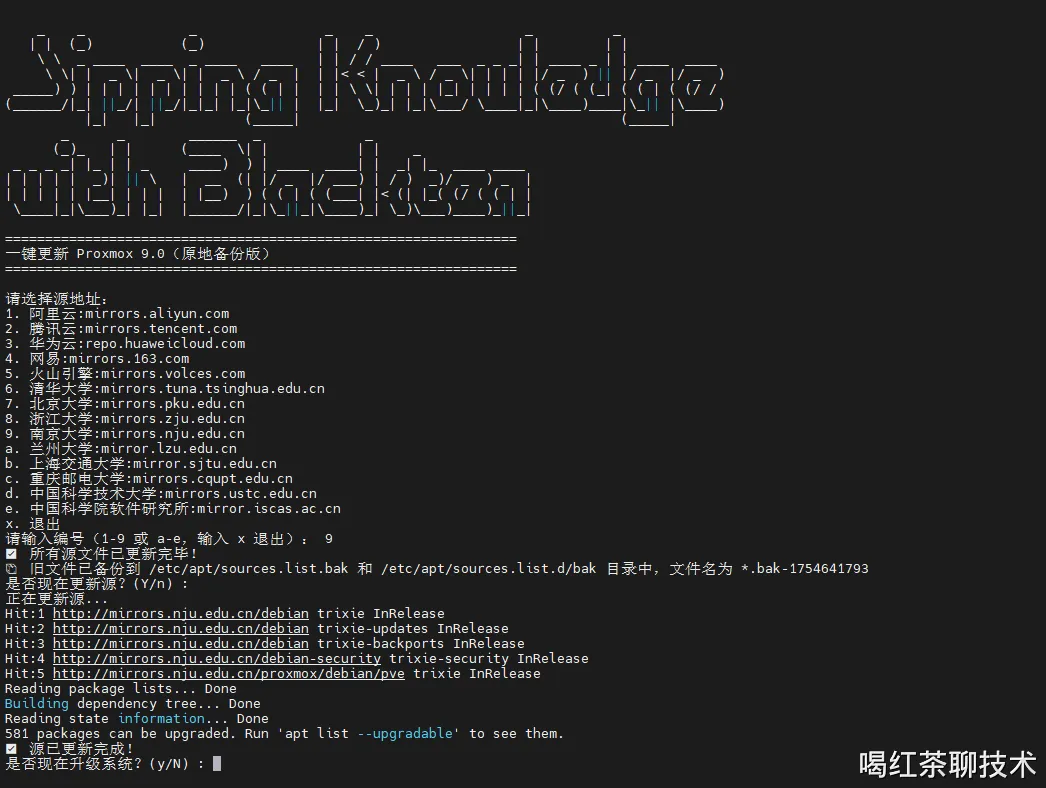 Sipping Knowledge
with Blacktea
================================================================
一键更新 Proxmox 9.0（原地备份版）
================================================================
请选择源地址：
1. 阿里云:mirrors.aliyun.com
2. 腾讯云:mirrors.tencent.com
3. 华为云:repo.huaweicloud.com
4. 网易:mirrors.163.com
5. 火山引擎:mirrors.volces.com
6. 清华大学:mirrors.tuna.tsinghua.edu.cn
7. 北京大学:mirrors.pku.edu.cn
8. 浙江大学:mirrors.zju.edu.cn
9. 南京大学:mirrors.nju.edu.cn
a. 兰州大学:mirror.lzu.edu.cn
b. 上海交通大学:mirror.sjtu.edu.cn
c. 重庆邮电大学:mirrors.cqupt.edu.cn
d. 中国科学技术大学:mirrors.ustc.edu.cn
e. 中国科学院软件研究所:mirror.iscas.ac.cn
x. 退出
请输入编号（1-9 或 a-e，输入 x 退出）： 9
所有源文件已更新完毕！
旧文件已备份到 /etc/apt/sources.list.bak 和 /etc/apt/sources.list.d/bak 目录中，文件名为 *.bak-1754641793
是否现在更新源？(Y/n) :
正在更新源...
Hit:1 http://mirrors.nju.edu.cn/debian trixie InRelease
Hit:2 http://mirrors.nju.edu.cn/debian trixie-updates InRelease
Hit:3 http://mirrors.nju.edu.cn/debian trixie-backports InRelease
Hit:4 http://mirrors.nju.edu.cn/debian-security trixie-security InRelease
Hit:5 http://mirrors.nju.edu.cn/proxmox/debian/pve trixie InRelease
Reading package lists... Done
Building dependency tree... Done
Reading state information... Done
581 packages can be upgraded. Run 'apt list --upgradable' to see them.
源已更新完成！
是否现在升级系统？(y/N) :
喝红茶聊技术